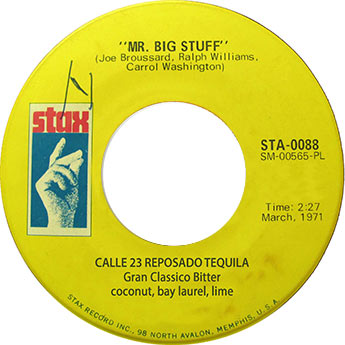 "MR. BIG STUFF"
(Joe Broussard, Ralph Williams,
Carrol Washington)
stax
STA-0088
SM-00565-PL
Time: 2:27
March, 1971
CALLE 23 REPOSADO TEQUILA
Gran Classico Bitter
coconut, bay laurel, lime
STAX RECORD INC., 98 NORTH AVALON, MEMPHIS, U.S.A.